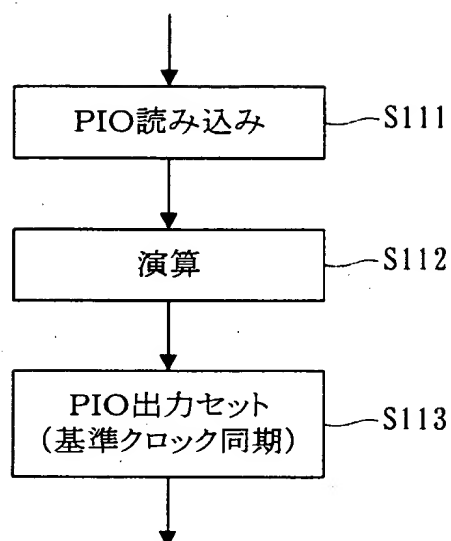 PIO読み込み
S111
演算
S112
PIO出力セット
(基準クロック同期)
S113